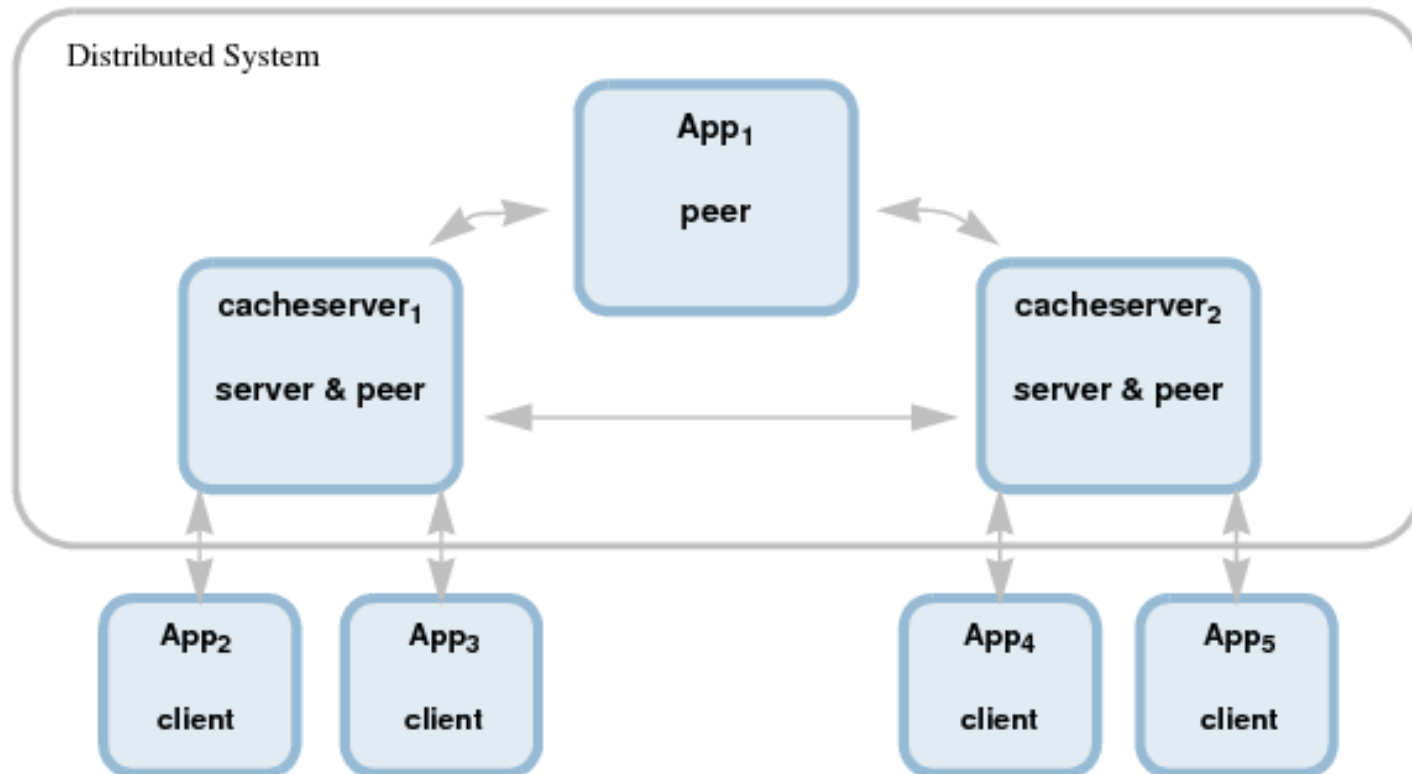 Distributed System
App₁
peer
cacheserver₁
server & peer
cacheserver₂
server & peer
App₂
client
App₃
client
App₄
client
App₅
client